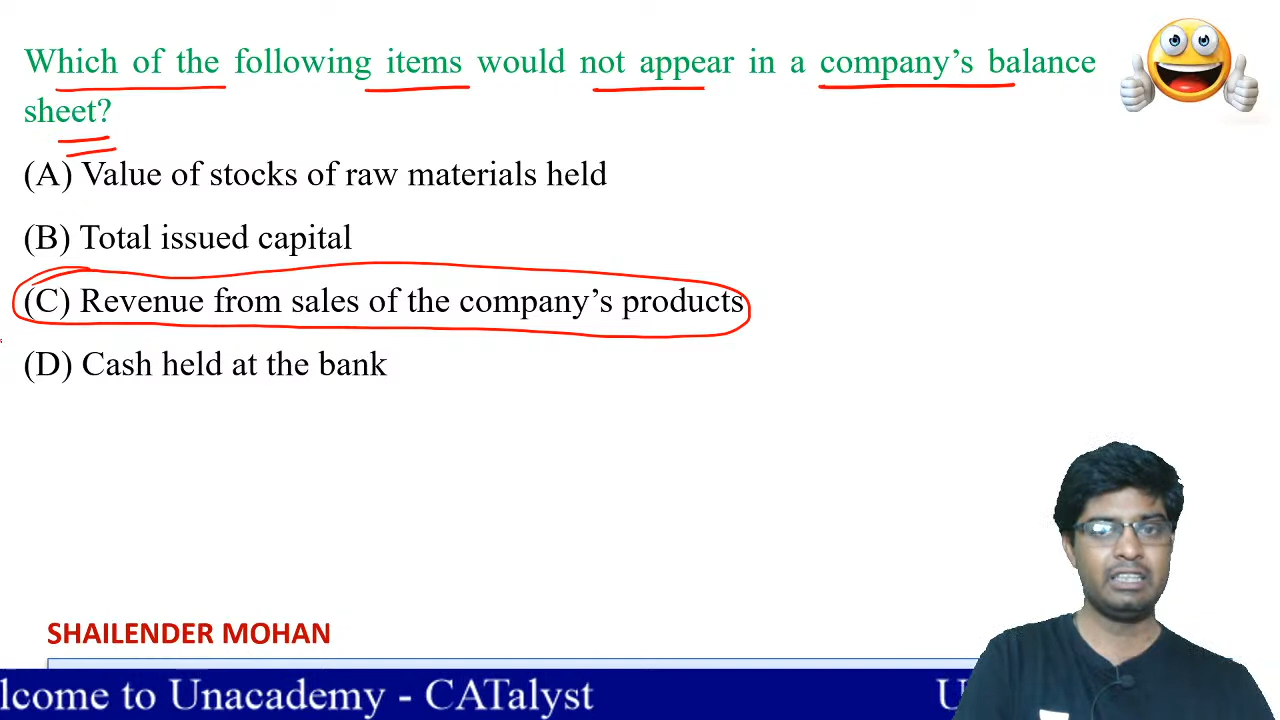 Which of the following items would not appear in a company’s balance
sheet?
(A) Value of stocks of raw materials held
(B) Total issued capital
(C) Revenue from sales of the company’s products
(D) Cash held at the bank
SHAILENDER MOHAN
lcome to Unacademy - CATalyst U